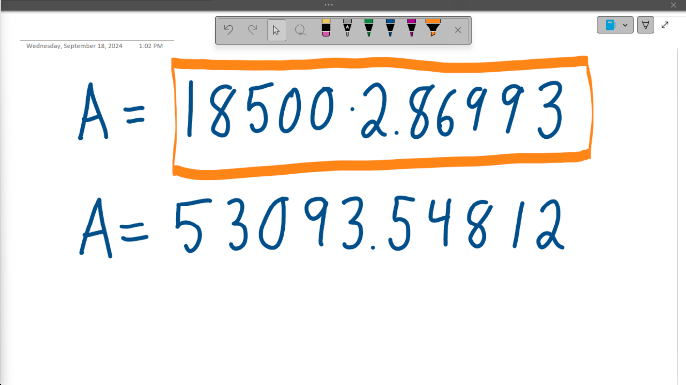 Wednesday, September 18, 2024 1:02 PM
A = 18500·2.86993
A = 53093.54812